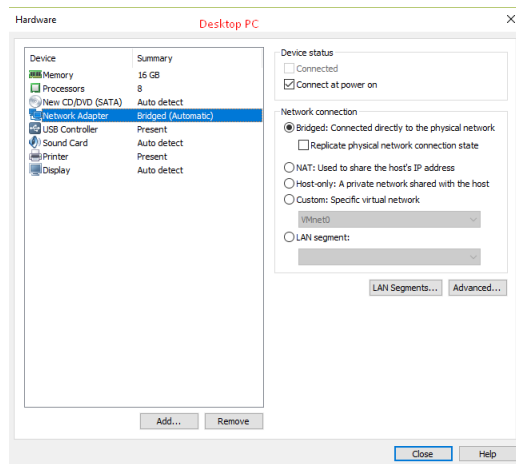 Hardware
Desktop PC
Device Summary
Memory 16 GB
Processors 8
New CD/DVD (SATA) Auto detect
Network Adapter Bridged (Automatic)
USB Controller Present
Sound Card Auto detect
Printer Present
Display Auto detect
Add... Remove
Device status
Connected
Connect at power on
Network connection
Bridged: Connected directly to the physical network
Replicate physical network connection state
NAT: Used to share the host's IP address
Host-only: A private network shared with the host
Custom: Specific virtual network
VMnet0
LAN segment:
LAN Segments... Advanced...
Close Help